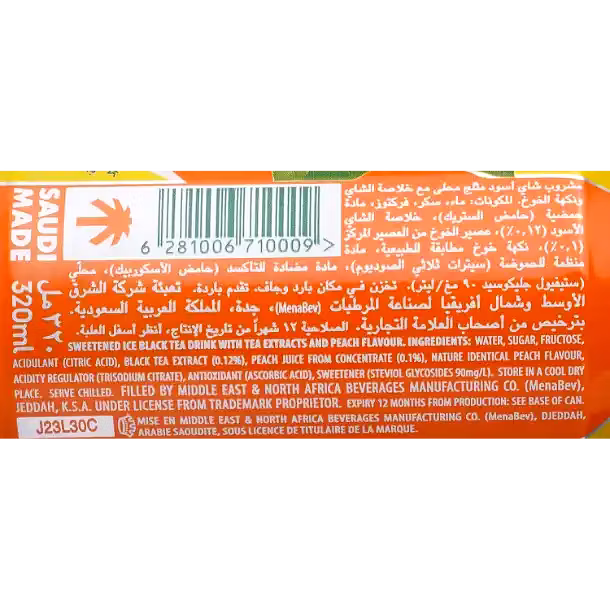 مشروب شاي أسود مثلج محلى مع خلاصة الشاي
ونكهة الخوخ. المكونات: ماء، سكر، فركتوز، مادة
حمضية (حامض الستريك)، خلاصة الشاي
الأسود (٠.١٢٪)، عصير الخوخ من العصير المركز
(٠.١٪)، نكهة خوخ مطابقة للطبيعية، مادة
منظمة للحموضة (سيترات ثلاثي الصوديوم)، مادة مضادة للتأكسد (حامض الأسكوربيك)، محلّي
(ستيفيول جليكوسيد ٩٠ مغ/ليتر). تخزن في مكان بارد وجاف. تقدم باردة. تعبئة شركة الشرق
الأوسط وشمال أفريقيا لصناعة المرطبات (MenaBev)، جدة، المملكة العربية السعودية.
بترخيص من أصحاب العلامة التجارية. الصلاحية ١٢ شهراً من تاريخ الإنتاج، انظر أسفل العلبة.
SWEETENED ICE BLACK TEA DRINK WITH TEA EXTRACTS AND PEACH FLAVOUR. INGREDIENTS: WATER, SUGAR, FRUCTOSE,
ACIDULANT (CITRIC ACID), BLACK TEA EXTRACT (0.12%), PEACH JUICE FROM CONCENTRATE (0.1%), NATURE IDENTICAL PEACH FLAVOUR,
ACIDITY REGULATOR (TRISODIUM CITRATE), ANTIOXIDANT (ASCORBIC ACID), SWEETENER (STEVIOL GLYCOSIDES 90mg/L). STORE IN A COOL DRY
PLACE. SERVE CHILLED. FILLED BY MIDDLE EAST & NORTH AFRICA BEVERAGES MANUFACTURING CO. (MenaBev),
JEDDAH, K.S.A. UNDER LICENSE FROM TRADEMARK PROPRIETOR. EXPIRY 12 MONTHS FROM PRODUCTION: SEE BASE OF CAN.
MISE EN MIDDLE EAST & NORTH AFRICA BEVERAGES MANUFACTURING CO. (MenaBev), DJEDDAH,
ARABIE SAOUDITE, SOUS LICENCE DE TITULAIRE DE LA MARQUE.
J23L30C
6 281006 710009 >
SAUDI
MADE
٣٢٠ مل
320ml